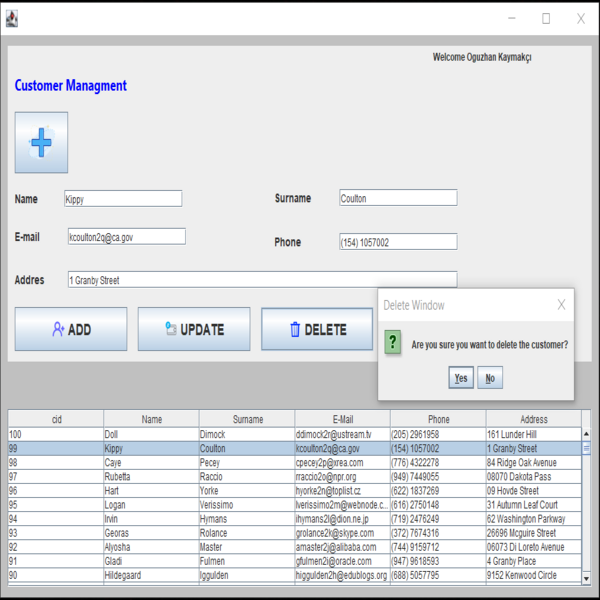 Welcome Oguzhan Kaymakçı
Customer Managment
Name Kippy Surname Coulton
E-mail kcoulton2q@ca.gov Phone (154) 1057002
Addres 1 Granby Street
ADD UPDATE DELETE
Delete Window X
? Are you sure you want to delete the customer?
Yes No
cid Name Surname E-Mail Phone Address
100 Doll Dimock ddimock2r@ustream.tv (205) 2961958 161 Lunder Hill
99 Kippy Coulton kcoulton2q@ca.gov (154) 1057002 1 Granby Street
98 Caye Pecey cpecey2p@xrea.com (776) 4322278 84 Ridge Oak Avenue
97 Rubetta Raccio rraccio2o@npr.org (949) 7449055 08070 Dakota Pass
96 Hart Yorke hyorke2n@toplist.cz (622) 1837269 09 Hovde Street
95 Logan Verissimo lverissimo2m@webnode.c... (616) 2750148 31 Autumn Leaf Court
94 Irvin Hymans ihymans2l@dion.ne.jp (719) 2476249 62 Washington Parkway
93 Georas Rolance grolance2k@skype.com (372) 7674316 26696 Mcguire Street
92 Alyosha Master amaster2j@alibaba.com (744) 9159712 06073 Di Loreto Avenue
91 Gladi Fulmen gfulmen2i@oracle.com (947) 9618593 4 Granby Place
90 Hildegaard Iggulden higgulden2h@edublogs.org (688) 5057795 9152 Kenwood Circle